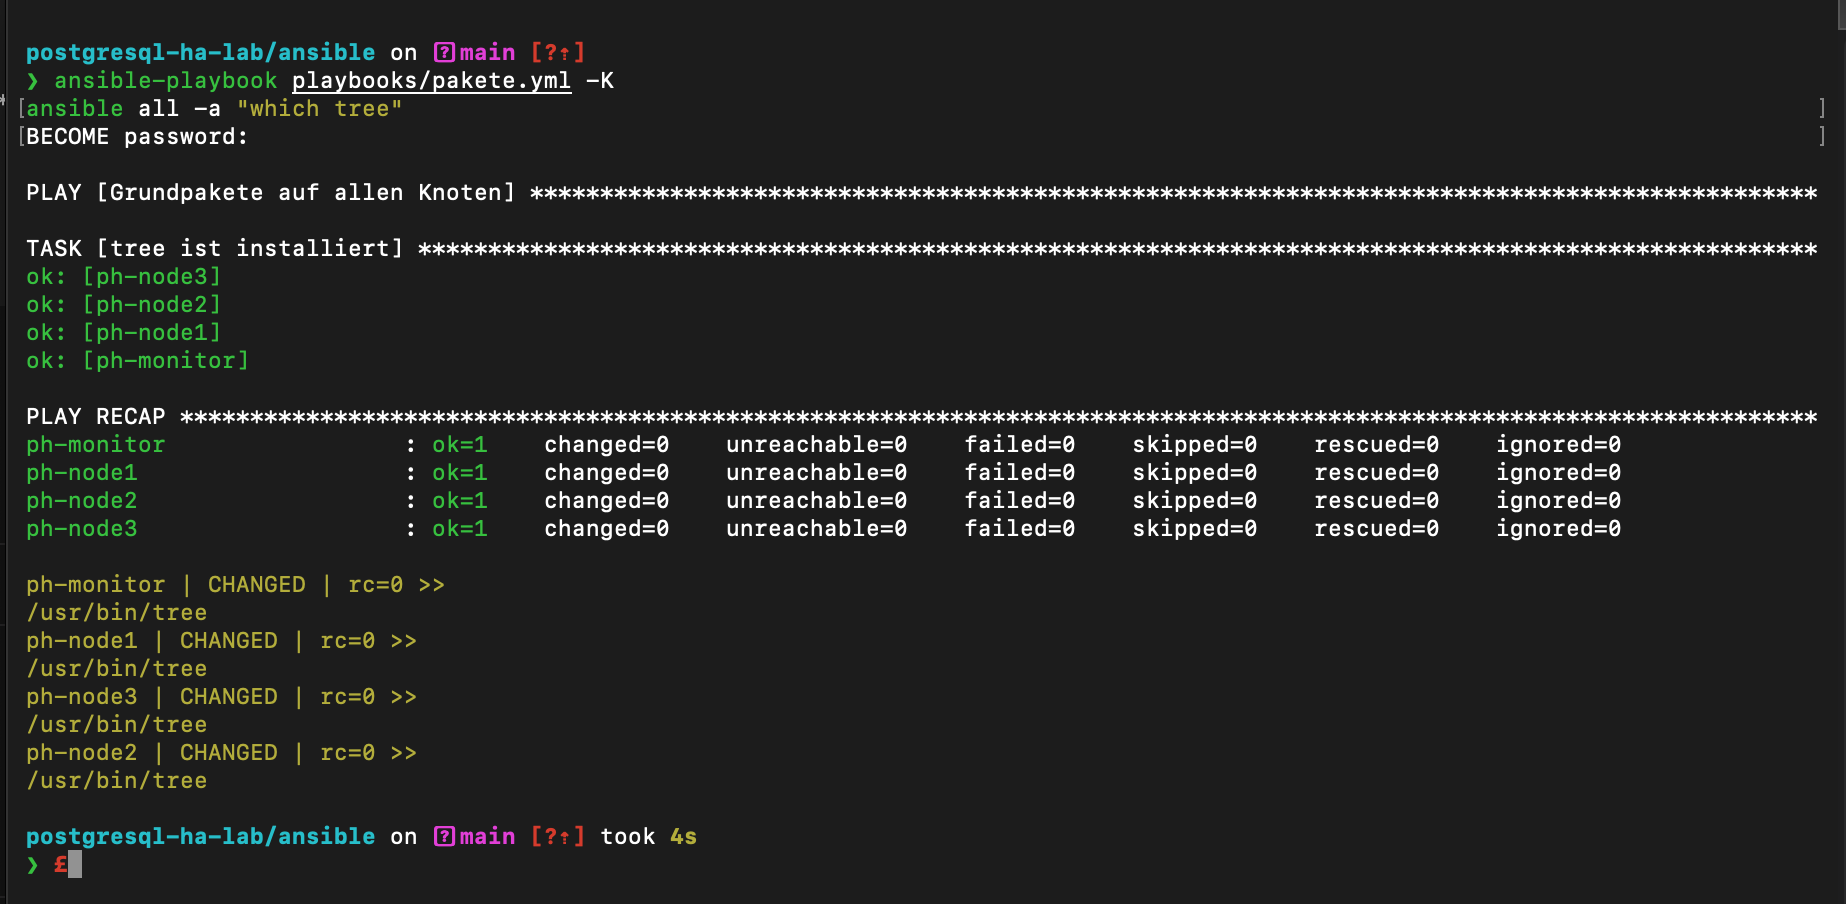 postgresql-ha-lab/ansible on [?]main [?⇡]
❯ ansible-playbook playbooks/pakete.yml -K
[ansible all -a "which tree" ]
[BECOME password: ]
PLAY [Grundpakete auf allen Knoten] ********************************************************************************************
TASK [tree ist installiert] ****************************************************************************************************
ok: [ph-node3]
ok: [ph-node2]
ok: [ph-node1]
ok: [ph-monitor]
PLAY RECAP *********************************************************************************************************************
ph-monitor : ok=1 changed=0 unreachable=0 failed=0 skipped=0 rescued=0 ignored=0
ph-node1 : ok=1 changed=0 unreachable=0 failed=0 skipped=0 rescued=0 ignored=0
ph-node2 : ok=1 changed=0 unreachable=0 failed=0 skipped=0 rescued=0 ignored=0
ph-node3 : ok=1 changed=0 unreachable=0 failed=0 skipped=0 rescued=0 ignored=0
ph-monitor | CHANGED | rc=0 >>
/usr/bin/tree
ph-node1 | CHANGED | rc=0 >>
/usr/bin/tree
ph-node3 | CHANGED | rc=0 >>
/usr/bin/tree
ph-node2 | CHANGED | rc=0 >>
/usr/bin/tree
postgresql-ha-lab/ansible on [?]main [?⇡] took 4s
❯ £